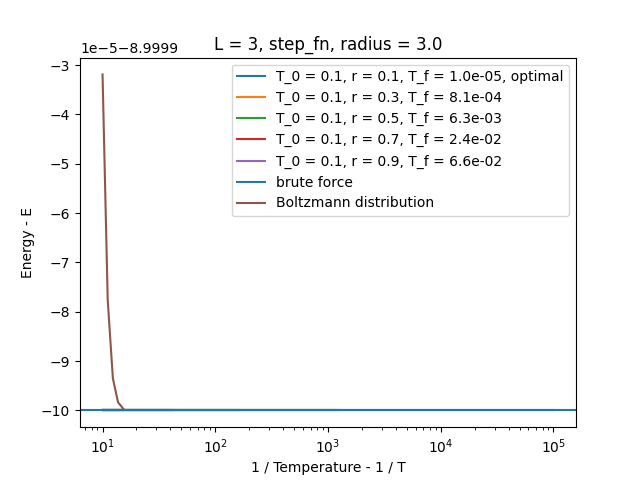 L = 3, step_fn, radius = 3.0
1e−5−8.9999
−3
−4
−5
−6
−7
−8
−9
−10
Energy - E
T_0 = 0.1, r = 0.1, T_f = 1.0e-05, optimal
T_0 = 0.1, r = 0.3, T_f = 8.1e-04
T_0 = 0.1, r = 0.5, T_f = 6.3e-03
T_0 = 0.1, r = 0.7, T_f = 2.4e-02
T_0 = 0.1, r = 0.9, T_f = 6.6e-02
brute force
Boltzmann distribution
10¹ 10² 10³ 10⁴ 10⁵
1 / Temperature - 1 / T